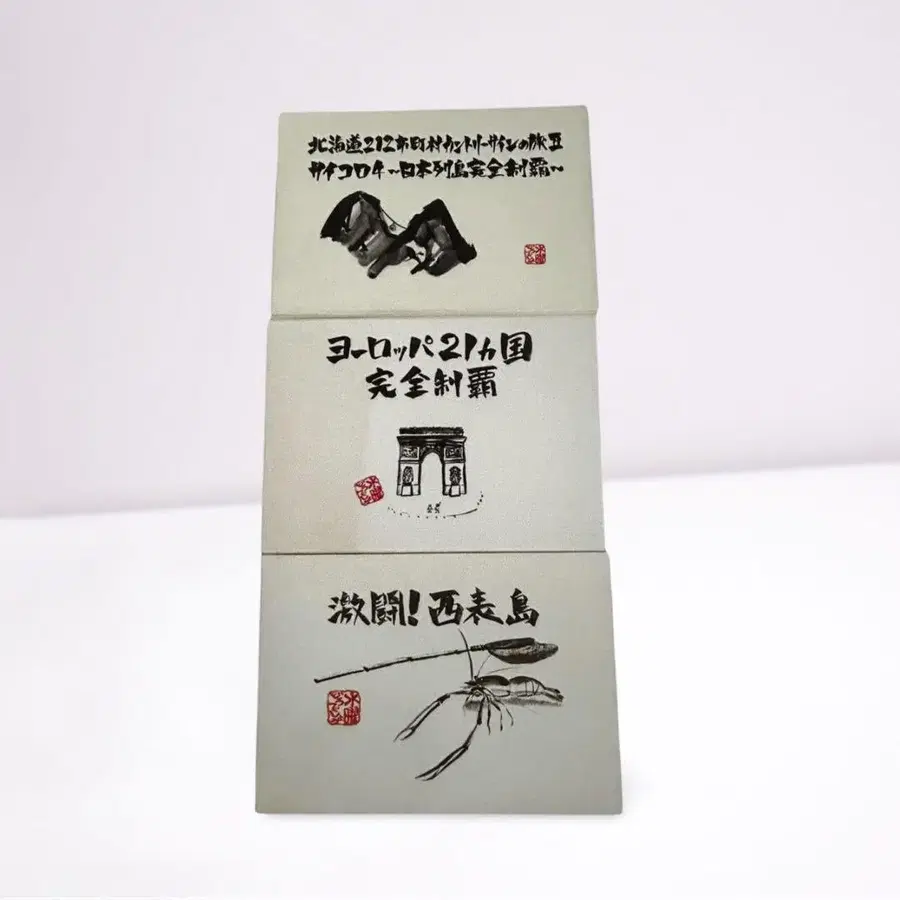 北海道212市町村カントリーサインの旅Ⅱ
サイコロ4~日本列島完全制覇~
ヨーロッパ21ヵ国
完全制覇
激闘!西表島